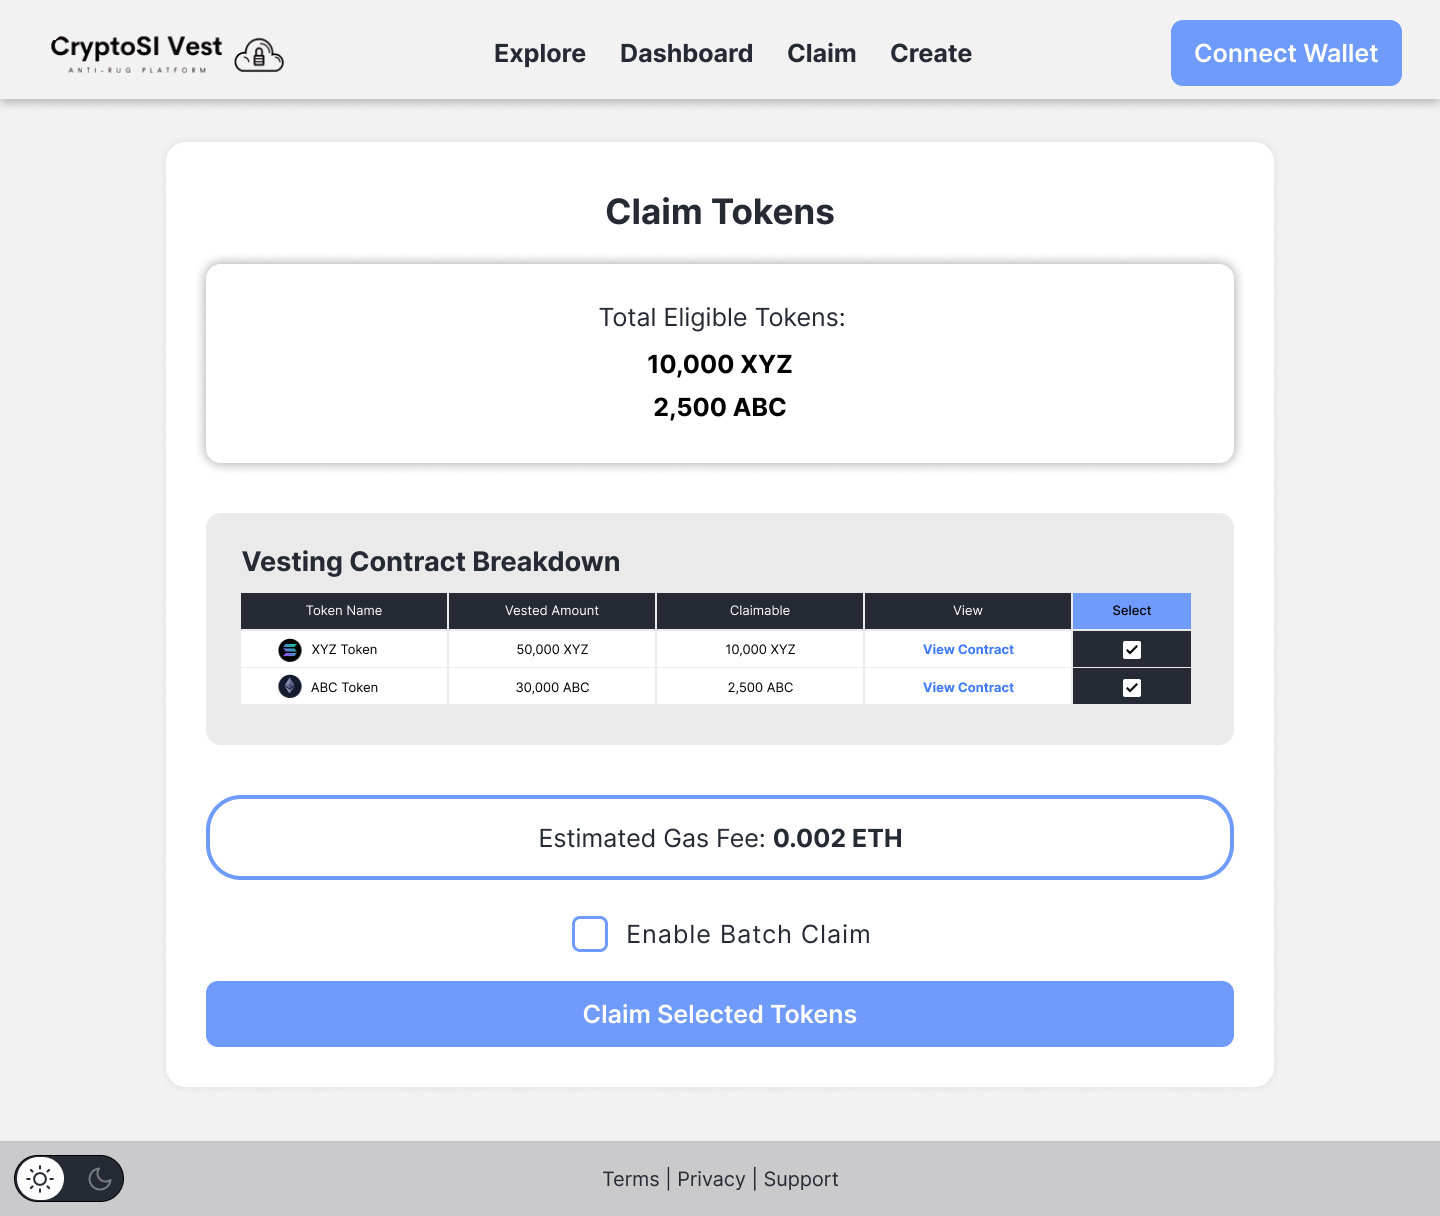 CryptoSI Vest
ANTI-RUG PLATFORM
Explore Dashboard Claim Create
Connect Wallet
Claim Tokens
Total Eligible Tokens:
10,000 XYZ
2,500 ABC
Vesting Contract Breakdown
Token Name Vested Amount Claimable View Select
XYZ Token 50,000 XYZ 10,000 XYZ View Contract
ABC Token 30,000 ABC 2,500 ABC View Contract
Estimated Gas Fee: 0.002 ETH
Enable Batch Claim
Claim Selected Tokens
Terms | Privacy | Support